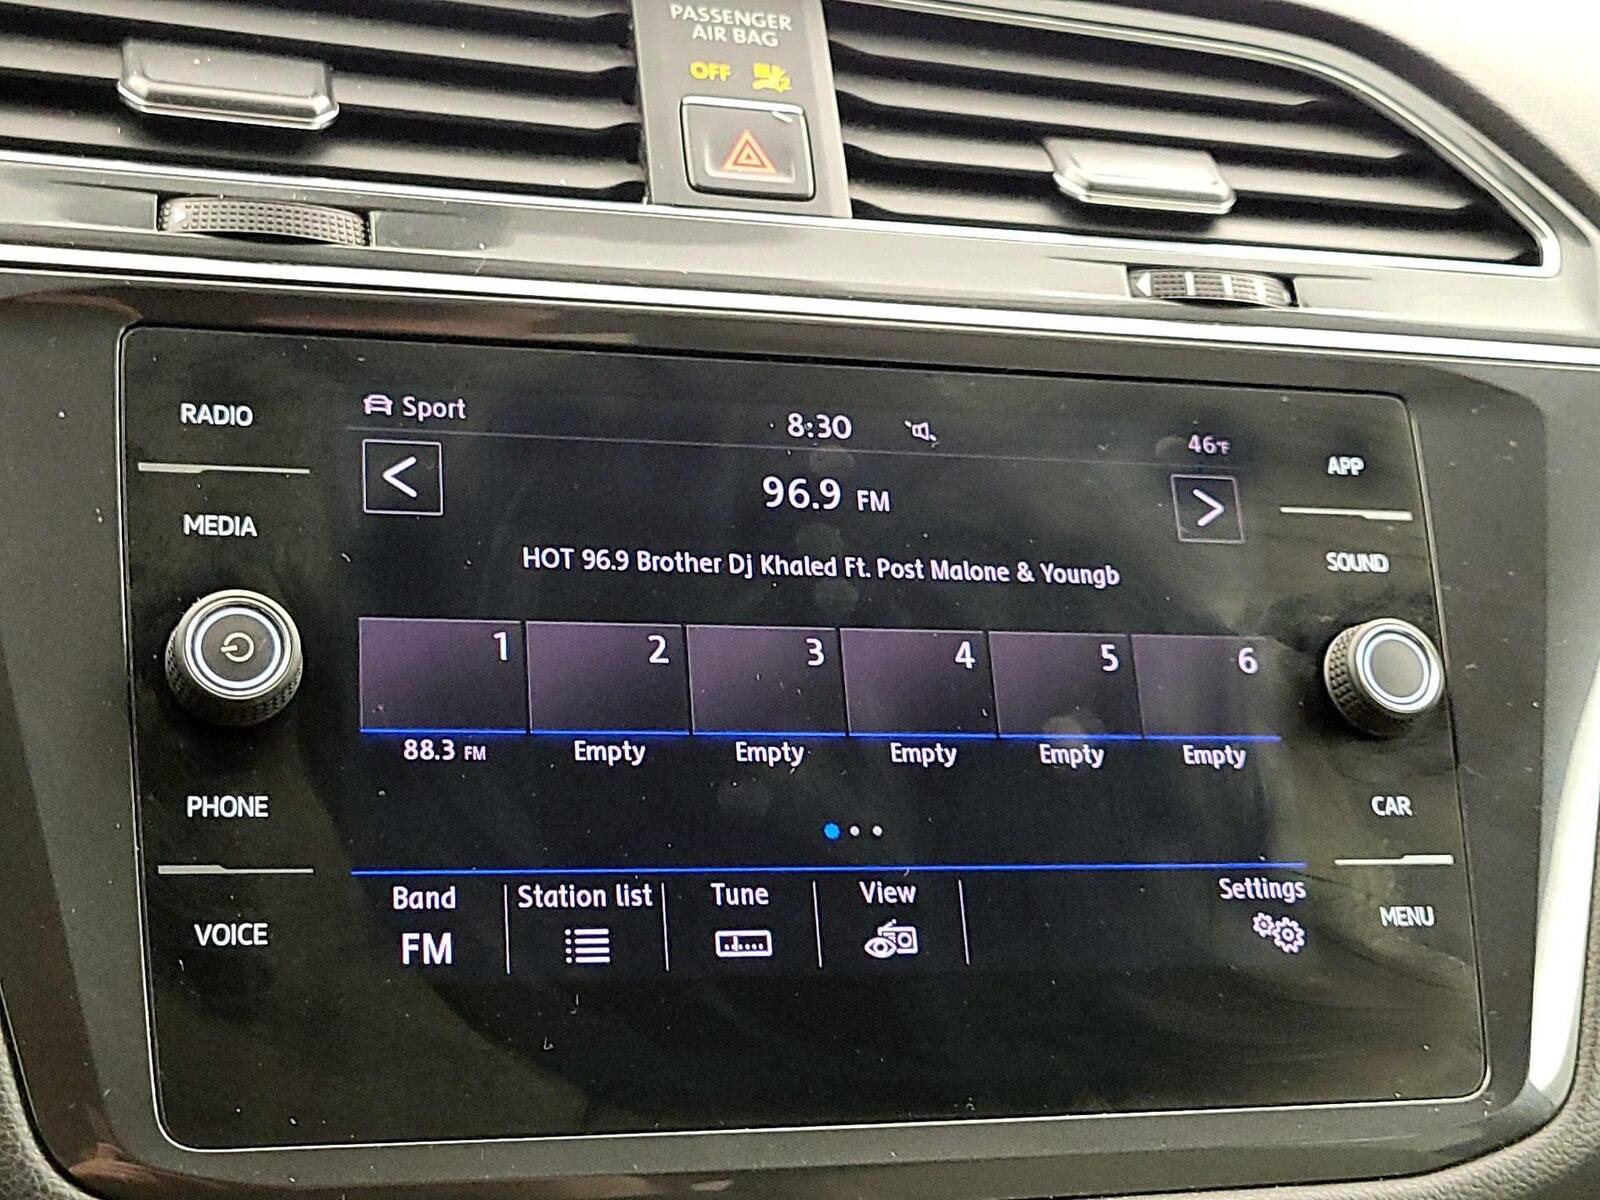 PASSENGER
AIR BAG
OFF
RADIO
MEDIA
PHONE
VOICE
Sport
8:30
46°F
96.9 FM
HOT 96.9 Brother Dj Khaled Ft. Post Malone & Youngb
1 2 3 4 5 6
88.3 FM Empty Empty Empty Empty Empty
Band Station list Tune View Settings
FM
APP
SOUND
CAR
MENU